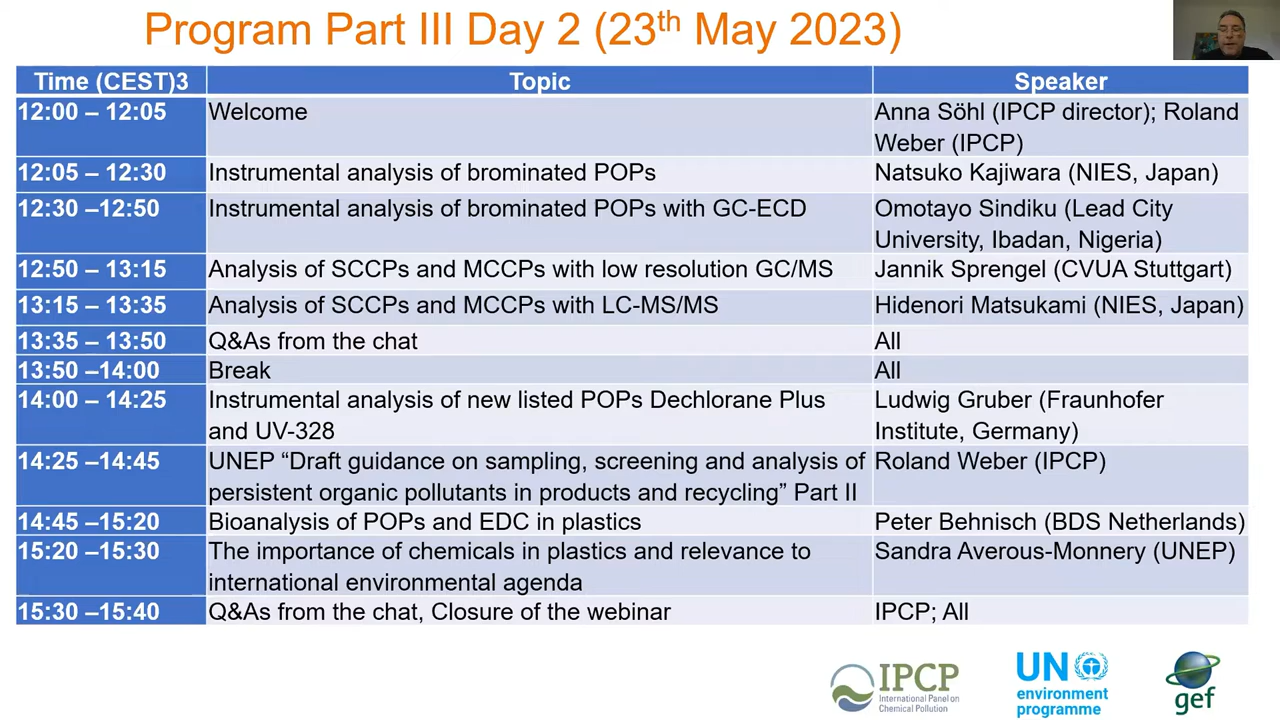 Program Part III Day 2 (23th May 2023)
Time (CEST)3 Topic Speaker
12:00 – 12:05 Welcome Anna Söhl (IPCP director); Roland
Weber (IPCP)
12:05 – 12:30 Instrumental analysis of brominated POPs Natsuko Kajiwara (NIES, Japan)
12:30 –12:50 Instrumental analysis of brominated POPs with GC-ECD Omotayo Sindiku (Lead City
University, Ibadan, Nigeria)
12:50 – 13:15 Analysis of SCCPs and MCCPs with low resolution GC/MS Jannik Sprengel (CVUA Stuttgart)
13:15 – 13:35 Analysis of SCCPs and MCCPs with LC-MS/MS Hidenori Matsukami (NIES, Japan)
13:35 – 13:50 Q&As from the chat All
13:50 –14:00 Break All
14:00 – 14:25 Instrumental analysis of new listed POPs Dechlorane Plus Ludwig Gruber (Fraunhofer
and UV-328 Institute, Germany)
14:25 –14:45 UNEP “Draft guidance on sampling, screening and analysis of Roland Weber (IPCP)
persistent organic pollutants in products and recycling” Part II
14:45 –15:20 Bioanalysis of POPs and EDC in plastics Peter Behnisch (BDS Netherlands)
15:20 –15:30 The importance of chemicals in plastics and relevance to Sandra Averous-Monnery (UNEP)
international environmental agenda
15:30 –15:40 Q&As from the chat, Closure of the webinar IPCP; All
IPCP
International Panel on
Chemical Pollution
UN
environment
programme
gef